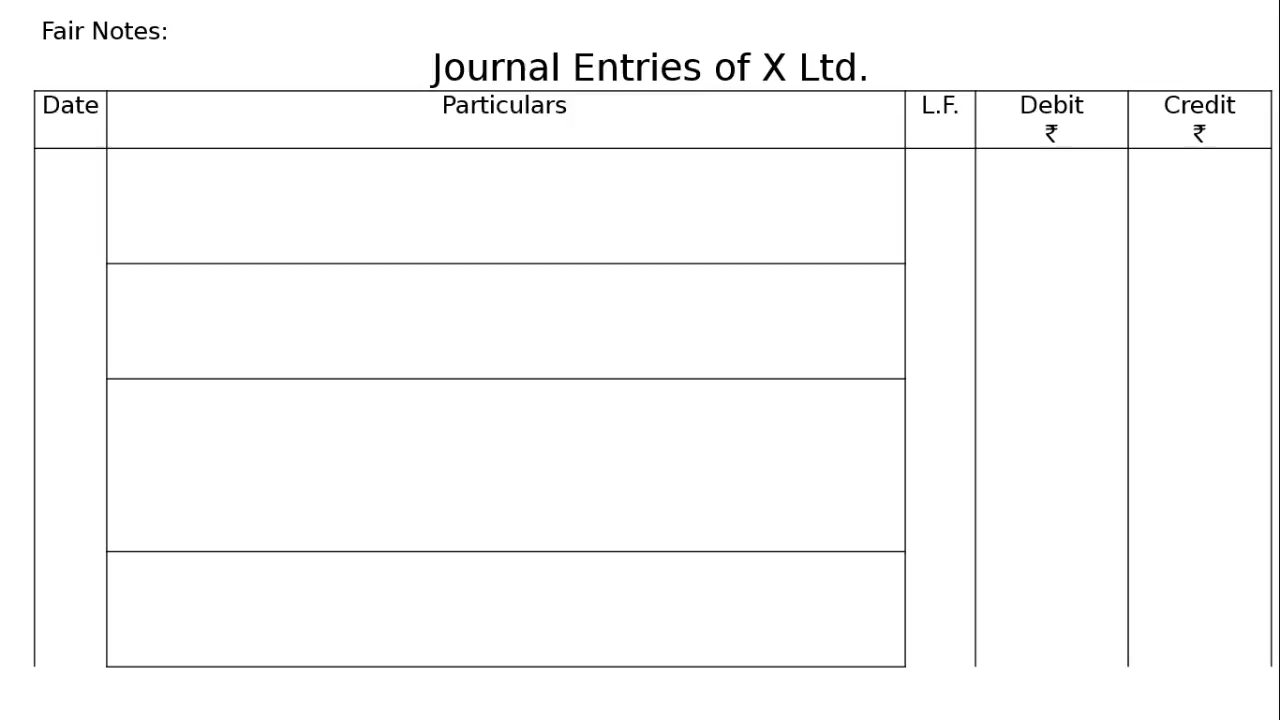 Fair Notes:
Journal Entries of X Ltd.
Date Particulars L.F. Debit Credit
₹ ₹